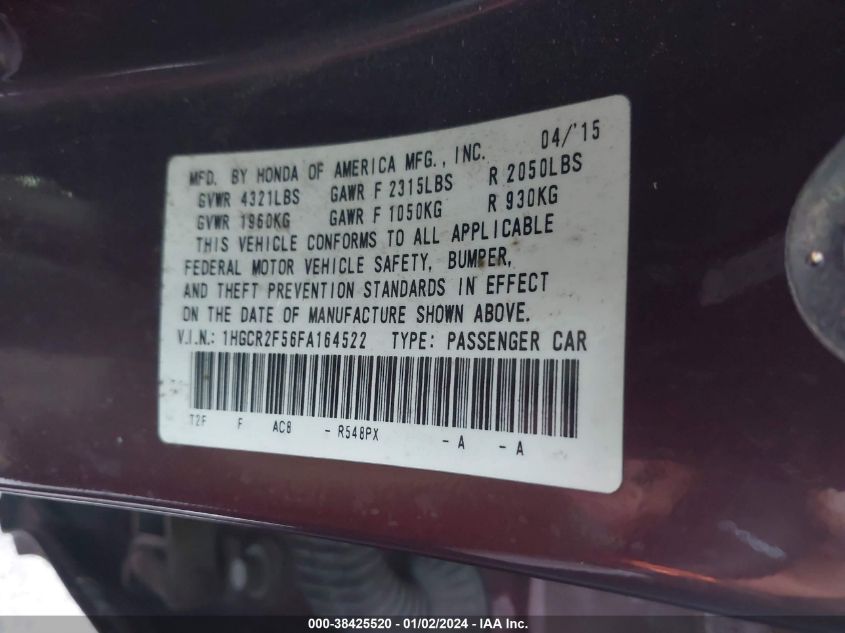 04/'15
MFD. BY HONDA OF AMERICA MFG., INC.
GVWR 4321LBS GAWR F 2315LBS R 2050LBS
GVWR 1960KG GAWR F 1050KG R 930KG
THIS VEHICLE CONFORMS TO ALL APPLICABLE
FEDERAL MOTOR VEHICLE SAFETY, BUMPER,
AND THEFT PREVENTION STANDARDS IN EFFECT
ON THE DATE OF MANUFACTURE SHOWN ABOVE.
V.I.N.: 1HGCR2F56FA164522 TYPE: PASSENGER CAR
T2F F AC8 - R548PX - A - A
000-38425520 - 01/02/2024 - IAA Inc.